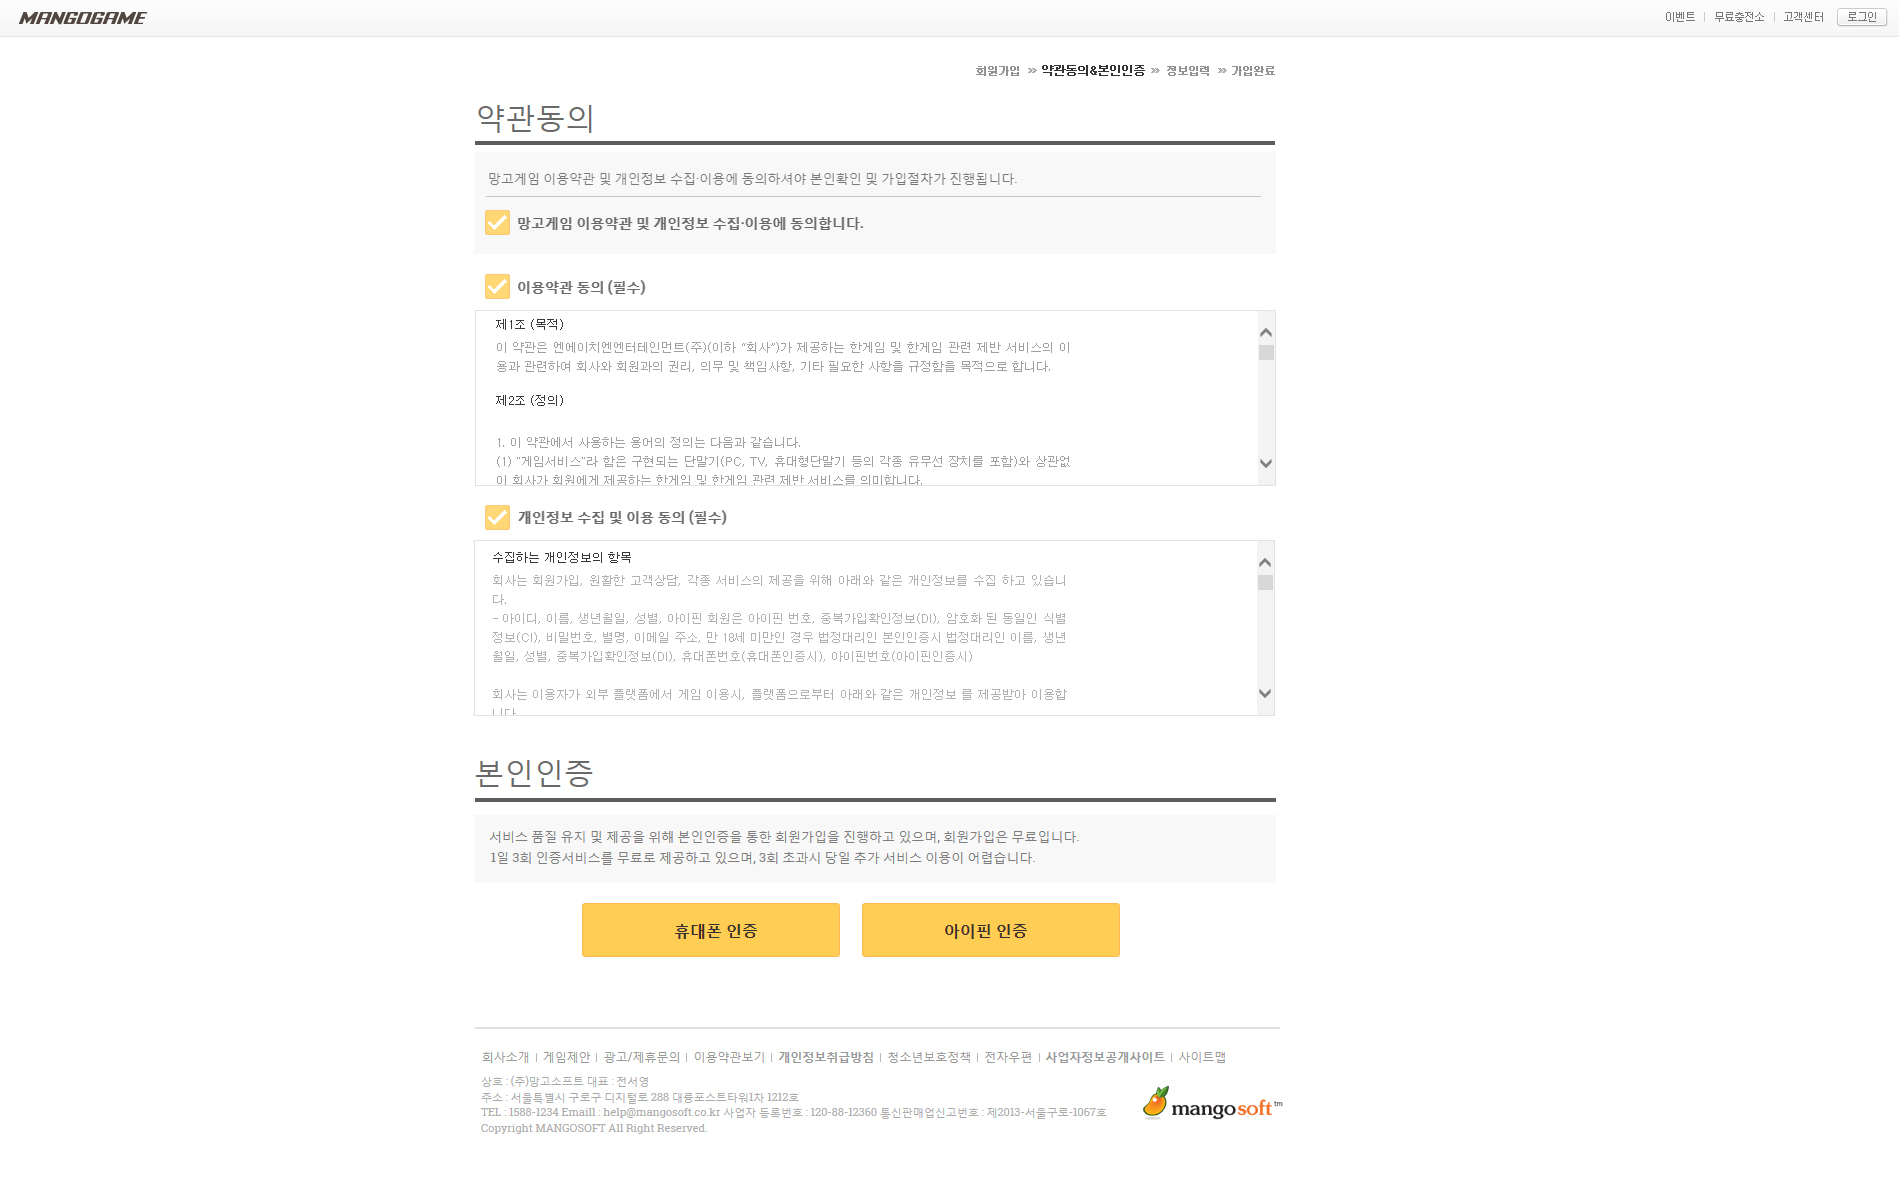 MANGOGAME
이벤트 | 무료충전소 | 고객센터 로그인
회원가입 » 약관동의&본인인증 » 정보입력 » 가입완료
약관동의
망고게임 이용약관 및 개인정보 수집·이용에 동의하셔야 본인확인 및 가입절차가 진행됩니다.
망고게임 이용약관 및 개인정보 수집·이용에 동의합니다.
이용약관 동의 (필수)
제1조 (목적)
이 약관은 엔에이치엔엔터테인먼트(주)(이하 “회사”)가 제공하는 한게임 및 한게임 관련 제반 서비스의 이
용과 관련하여 회사와 회원과의 권리, 의무 및 책임사항, 기타 필요한 사항을 규정함을 목적으로 합니다.
제2조 (정의)
1. 이 약관에서 사용하는 용어의 정의는 다음과 같습니다.
(1) "게임서비스"라 함은 구현되는 단말기(PC, TV, 휴대형단말기 등의 각종 유무선 장치를 포함)와 상관없
이 회사가 회원에게 제공하는 한게임 및 한게임 관련 제반 서비스를 의미합니다.
개인정보 수집 및 이용 동의 (필수)
수집하는 개인정보의 항목
회사는 회원가입, 원활한 고객상담, 각종 서비스의 제공을 위해 아래와 같은 개인정보를 수집 하고 있습니
다.
- 아이디, 이름, 생년월일, 성별, 아이핀 회원은 아이핀 번호, 중복가입확인정보(DI), 암호화 된 동일인 식별
정보(CI), 비밀번호, 별명, 이메일 주소, 만 18세 미만인 경우 법정대리인 본인인증시 법정대리인 이름, 생년
월일, 성별, 중복가입확인정보(DI), 휴대폰번호(휴대폰인증시), 아이핀번호(아이핀인증시)
회사는 이용자가 외부 플랫폼에서 게임 이용시, 플랫폼으로부터 아래와 같은 개인정보 를 제공받아 이용합
니다.
본인인증
서비스 품질 유지 및 제공을 위해 본인인증을 통한 회원가입을 진행하고 있으며, 회원가입은 무료입니다.
1일 3회 인증서비스를 무료로 제공하고 있으며, 3회 초과시 당일 추가 서비스 이용이 어렵습니다.
휴대폰 인증 아이핀 인증
회사소개 | 게임제안 | 광고/제휴문의 | 이용약관보기 | 개인정보취급방침 | 청소년보호정책 | 전자우편 | 사업자정보공개사이트 | 사이트맵
상호 : (주)망고소프트 대표 : 전서영
주소 : 서울특별시 구로구 디지털로 288 대륭포스트타워1차 1212호
TEL : 1588-1234 Emaill : help@mangosoft.co.kr 사업자 등록번호 : 120-88-12360 통신판매업신고번호 : 제2013-서울구로-1067호
Copyright MANGOSOFT All Right Reserved.
mangosoft tm